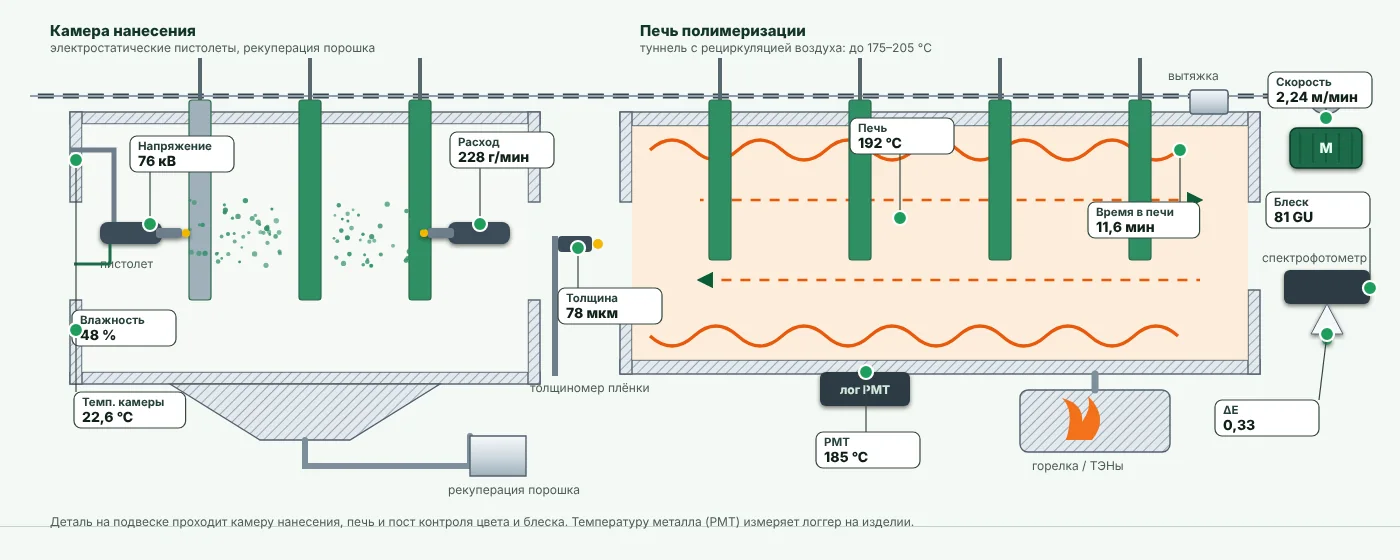 Камера нанесения
электростатические пистолеты, рекуперация порошка
Печь полимеризации
туннель с рециркуляцией воздуха: до 175–205 °C
вытяжка
Скорость
2,24 м/мин
Напряжение
76 кВ
Расход
228 г/мин
Печь
192 °C
M
Блеск
81 GU
Время в печи
11,6 мин
пистолет
спектрофотометр
Толщина
78 мкм
Влажность
48 %
толщиномер плёнки
лог PMT
Темп. камеры
22,6 °C
ΔE
0,33
PMT
185 °C
горелка / ТЭНы
рекуперация порошка
Деталь на подвеске проходит камеру нанесения, печь и пост контроля цвета и блеска. Температуру металла (PMT) измеряет логгер на изделии.